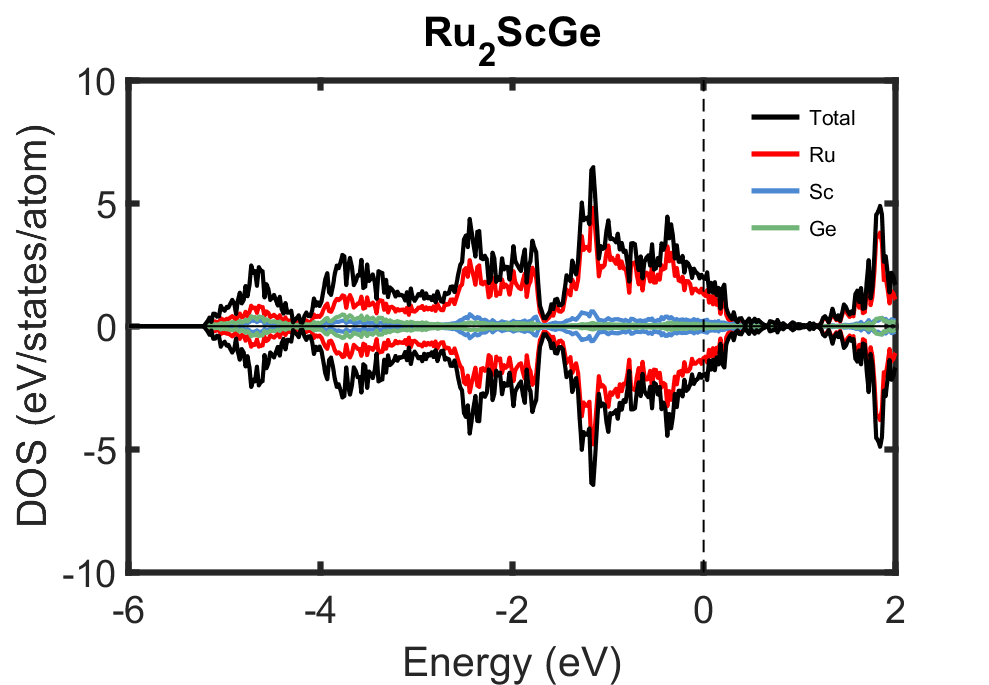 Ru2ScGe
10
5
0
-5
-10
DOS (eV/states/atom)
Total
Ru
Sc
Ge
-6 -4 -2 0 2
Energy (eV)